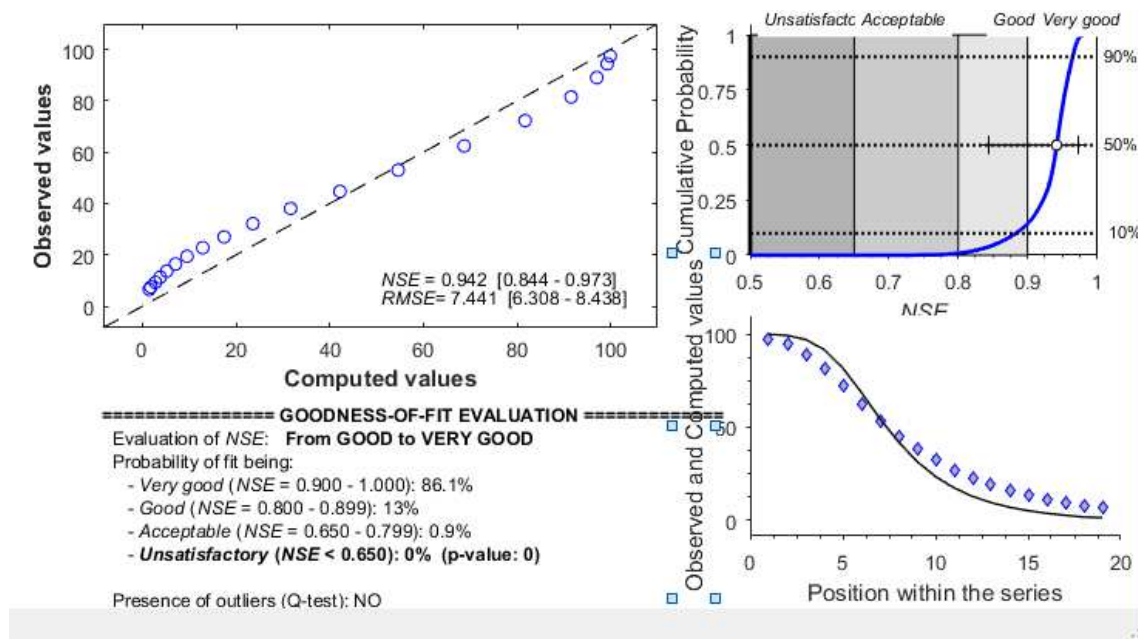 Observed values
100
80
60
40
20
0
NSE = 0.942 [0.844 - 0.973]
RMSE= 7.441 [6.308 - 8.438]
0 20 40 60 80 100
Computed values
Unsatisfactc Acceptable Good Very good
Cumulative Probability
1
0.75
0.5
0.25
0
90%
50%
10%
0.5 0.6 0.7 0.8 0.9 1
NSE
================ GOODNESS-OF-FIT EVALUATION =============
Evaluation of NSE: From GOOD to VERY GOOD
Probability of fit being:
- Very good (NSE = 0.900 - 1.000): 86.1%
- Good (NSE = 0.800 - 0.899): 13%
- Acceptable (NSE = 0.650 - 0.799): 0.9%
- Unsatisfactory (NSE < 0.650): 0% (p-value: 0)
Presence of outliers (Q-test): NO
Observed and Computed values
100
50
0
0 5 10 15 20
Position within the series